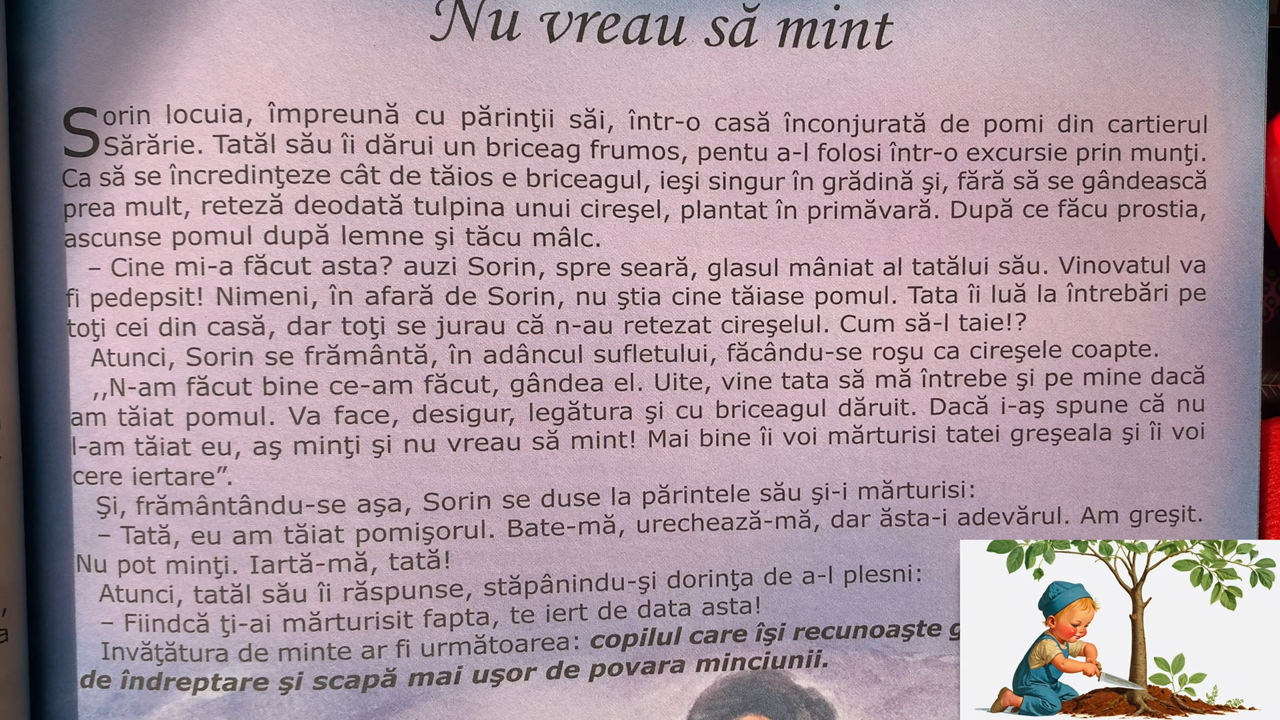 Nu vreau să mint
Sorin locuia, împreună cu părinţii săi, într-o casă înconjurată de pomi din cartierul
Sărărie. Tatăl său îi dărui un briceag frumos, pentu a-l folosi într-o excursie prin munţi.
Ca să se încredinţeze cât de tăios e briceagul, ieşi singur în grădină şi, fără să se gândească
prea mult, reteză deodată tulpina unui cireşel, plantat în primăvară. După ce făcu prostia,
ascunse pomul după lemne şi tăcu mâlc.
– Cine mi-a făcut asta? auzi Sorin, spre seară, glasul mâniat al tatălui său. Vinovatul va
fi pedepsit! Nimeni, în afară de Sorin, nu ştia cine tăiase pomul. Tata îi luă la întrebări pe
toţi cei din casă, dar toţi se jurau că n-au retezat cireşelul. Cum să-l taie!?
Atunci, Sorin se frământă, în adâncul sufletului, făcându-se roşu ca cireşele coapte.
,,N-am făcut bine ce-am făcut, gândea el. Uite, vine tata să mă întrebe şi pe mine dacă
am tăiat pomul. Va face, desigur, legătura şi cu briceagul dăruit. Dacă i-aş spune că nu
l-am tăiat eu, aş minţi şi nu vreau să mint! Mai bine îi voi mărturisi tatei greşeala şi îi voi
cere iertare”.
Şi, frământându-se aşa, Sorin se duse la părintele său şi-i mărturisi:
– Tată, eu am tăiat pomişorul. Bate-mă, urechează-mă, dar ăsta-i adevărul. Am greşit.
Nu pot minţi. Iartă-mă, tată!
Atunci, tatăl său îi răspunse, stăpânindu-şi dorinţa de a-l plesni:
– Fiindcă ţi-ai mărturisit fapta, te iert de data asta!
Invăţătura de minte ar fi următoarea: copilul care îşi recunoaşte
de îndreptare şi scapă mai uşor de povara minciunii.